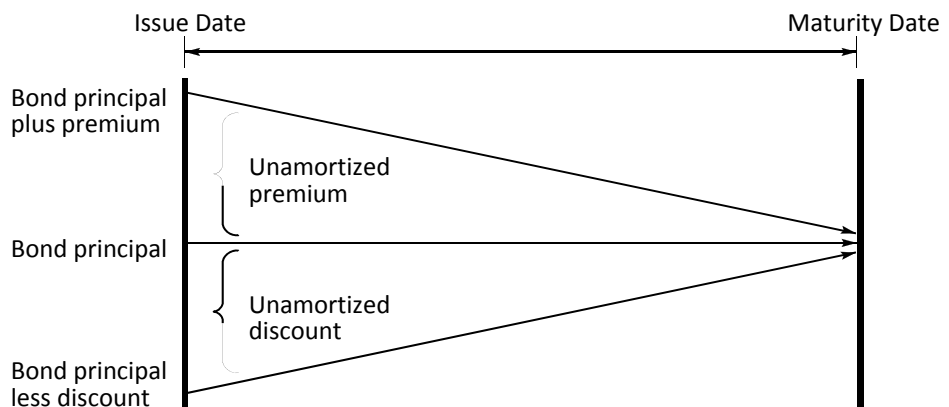 Issue Date
Maturity Date
Bond principal
plus premium
Unamortized
premium
Bond principal
Unamortized
discount
Bond principal
less discount